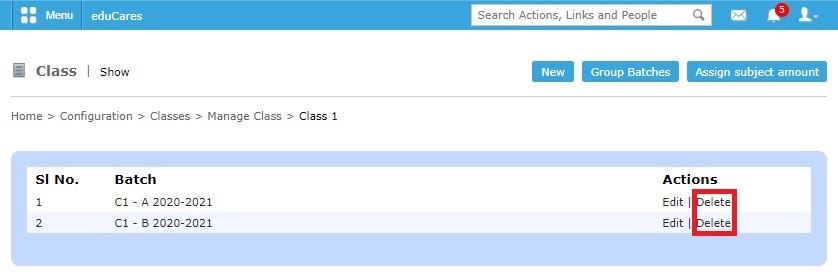 Menu eduCares Search Actions, Links and People 5
Class | Show New Group Batches Assign subject amount
Home > Configuration > Classes > Manage Class > Class 1
Sl No. Batch Actions
1 C1 - A 2020-2021 Edit | Delete
2 C1 - B 2020-2021 Edit | Delete